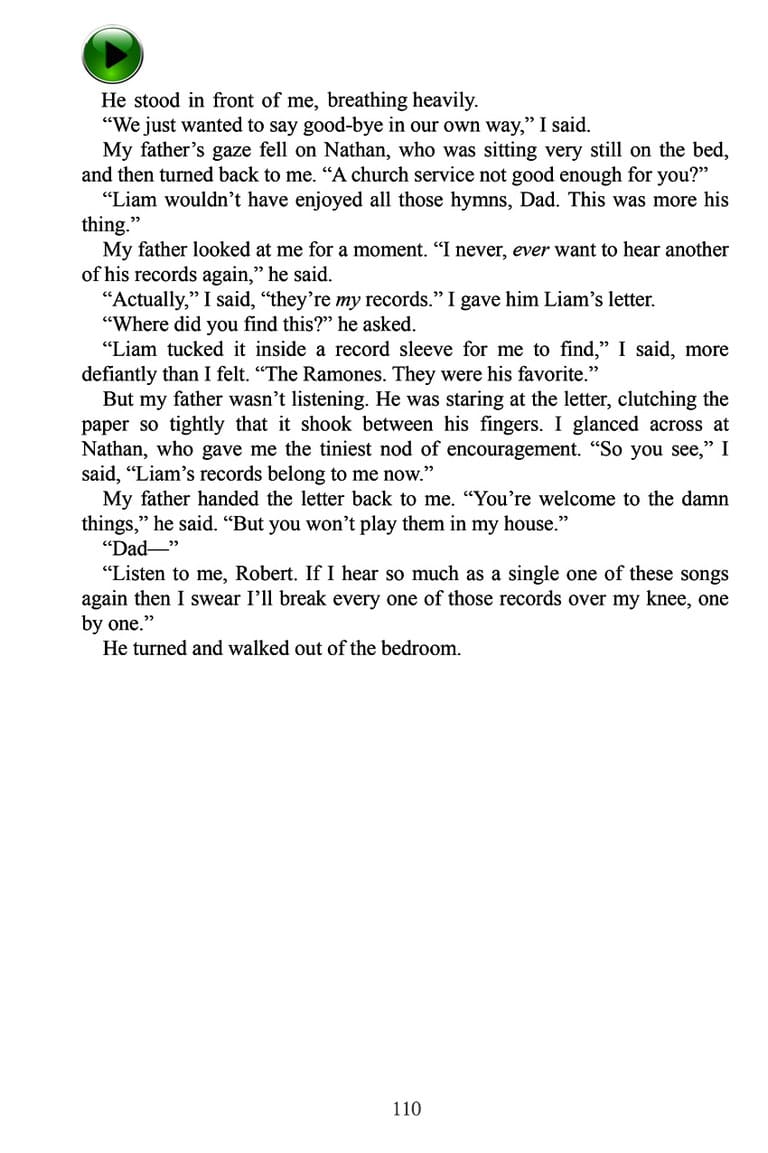 He stood in front of me, breathing heavily.
“We just wanted to say good-bye in our own way,” I said.
My father’s gaze fell on Nathan, who was sitting very still on the bed,
and then turned back to me. “A church service not good enough for you?”
“Liam wouldn’t have enjoyed all those hymns, Dad. This was more his
thing.”
My father looked at me for a moment. “I never, ever want to hear another
of his records again,” he said.
“Actually,” I said, “they’re my records.” I gave him Liam’s letter.
“Where did you find this?” he asked.
“Liam tucked it inside a record sleeve for me to find,” I said, more
defiantly than I felt. “The Ramones. They were his favorite.”
But my father wasn’t listening. He was staring at the letter, clutching the
paper so tightly that it shook between his fingers. I glanced across at
Nathan, who gave me the tiniest nod of encouragement. “So you see,” I
said, “Liam’s records belong to me now.”
My father handed the letter back to me. “You’re welcome to the damn
things,” he said. “But you won’t play them in my house.”
“Dad—”
“Listen to me, Robert. If I hear so much as a single one of these songs
again then I swear I’ll break every one of those records over my knee, one
by one.”
He turned and walked out of the bedroom.
110